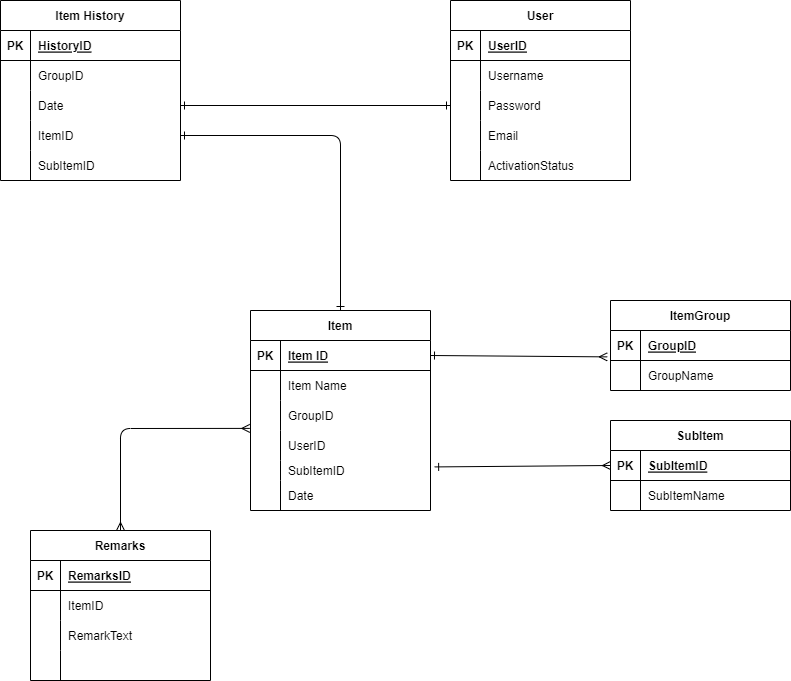 Item History
PK HistoryID
GroupID
Date
ItemID
SubItemID
User
PK UserID
Username
Password
Email
ActivationStatus
Item
PK Item ID
Item Name
GroupID
UserID
SubItemID
Date
ItemGroup
PK GroupID
GroupName
SubItem
PK SubItemID
SubItemName
Remarks
PK RemarksID
ItemID
RemarkText